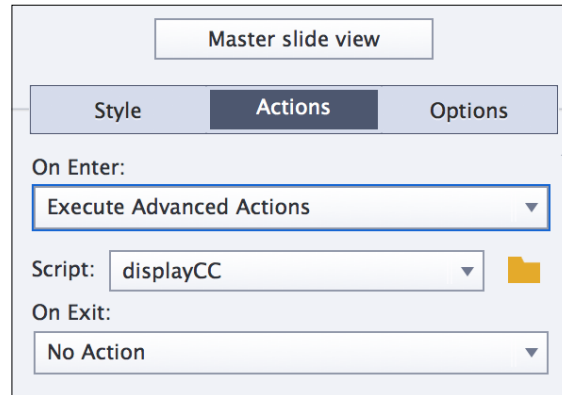 Master slide view
Style Actions Options
On Enter:
Execute Advanced Actions
Script: displayCC
On Exit:
No Action